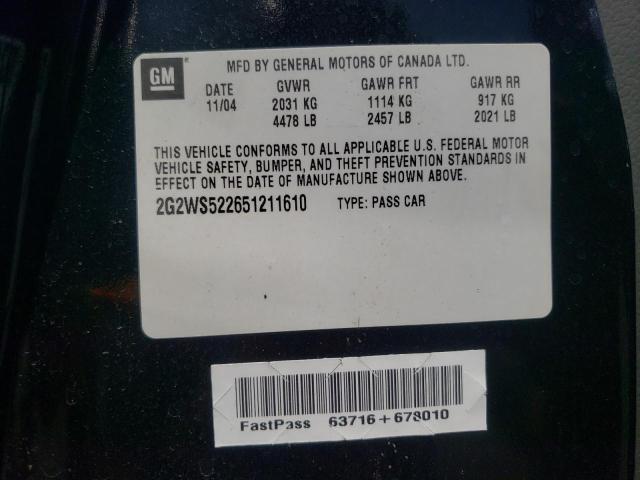 GM
MFD BY GENERAL MOTORS OF CANADA LTD.
DATE GVWR GAWR FRT GAWR RR
11/04 2031 KG 1114 KG 917 KG
4478 LB 2457 LB 2021 LB
THIS VEHICLE CONFORMS TO ALL APPLICABLE U.S. FEDERAL MOTOR
VEHICLE SAFETY, BUMPER, AND THEFT PREVENTION STANDARDS IN
EFFECT ON THE DATE OF MANUFACTURE SHOWN ABOVE.
2G2WS522651211610 TYPE: PASS CAR
FastPass 63716+678010